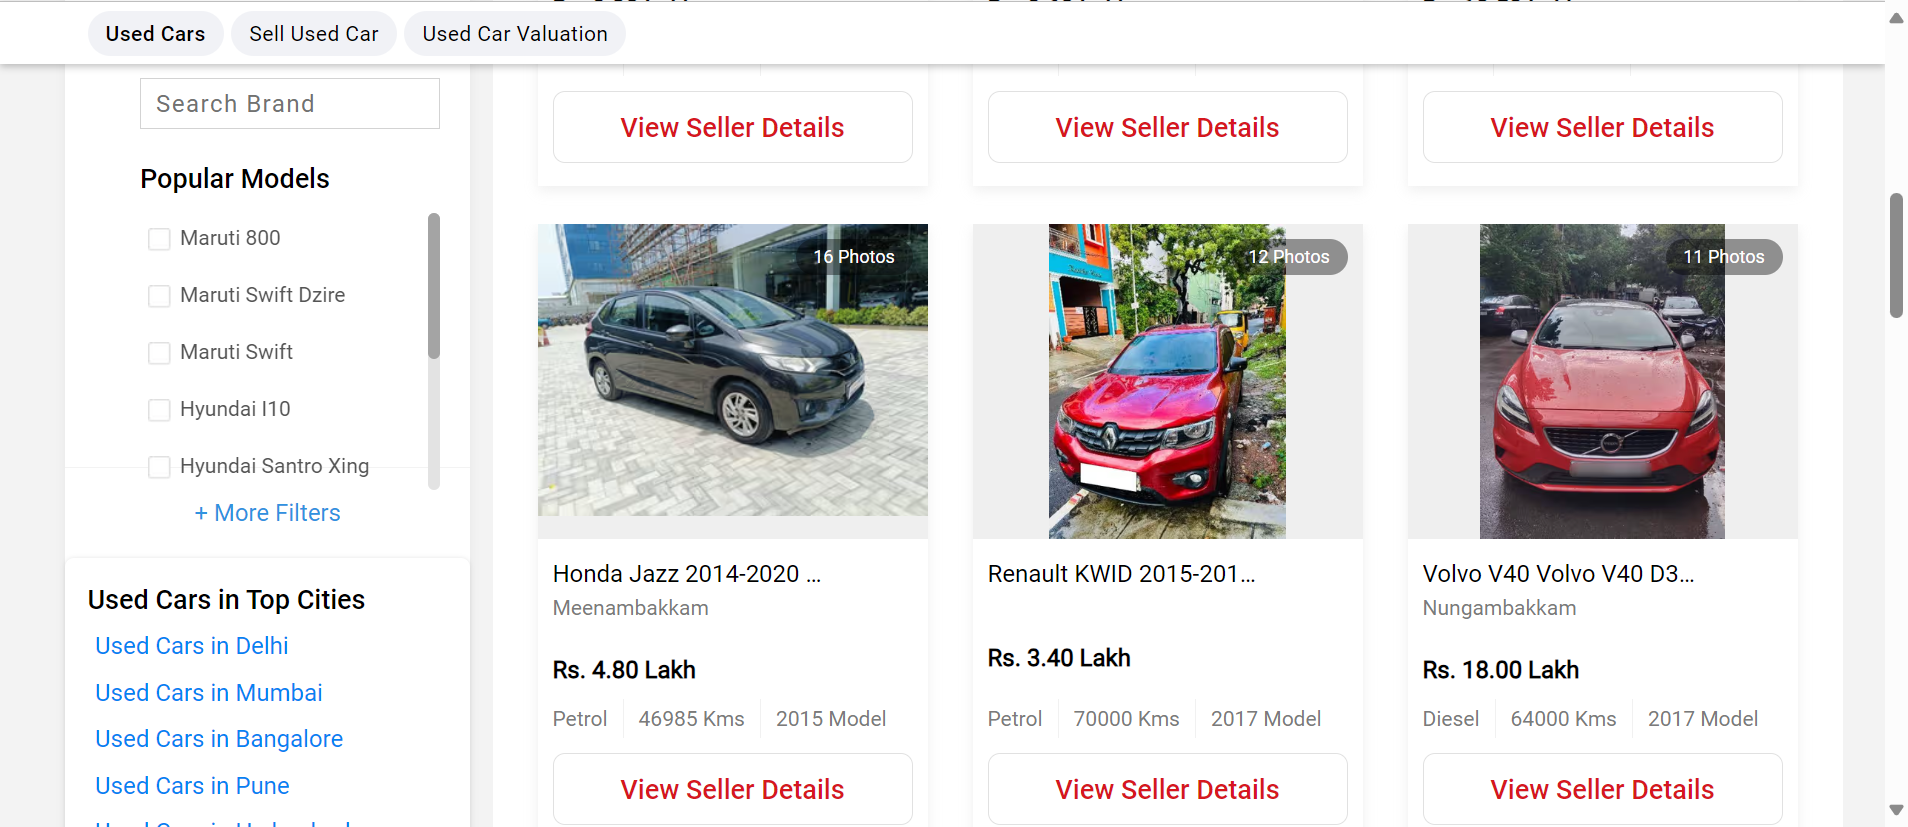 Used Cars
Sell Used Car
Used Car Valuation
Search Brand
Popular Models
Maruti 800
Maruti Swift Dzire
Maruti Swift
Hyundai I10
Hyundai Santro Xing
+ More Filters
Used Cars in Top Cities
Used Cars in Delhi
Used Cars in Mumbai
Used Cars in Bangalore
Used Cars in Pune
View Seller Details
View Seller Details
View Seller Details
16 Photos
Honda Jazz 2014-2020 ...
Meenambakkam
Rs. 4.80 Lakh
Petrol
46985 Kms
2015 Model
View Seller Details
12 Photos
Renault KWID 2015-201...
Rs. 3.40 Lakh
Petrol
70000 Kms
2017 Model
View Seller Details
11 Photos
Volvo V40 Volvo V40 D3...
Nungambakkam
Rs. 18.00 Lakh
Diesel
64000 Kms
2017 Model
View Seller Details